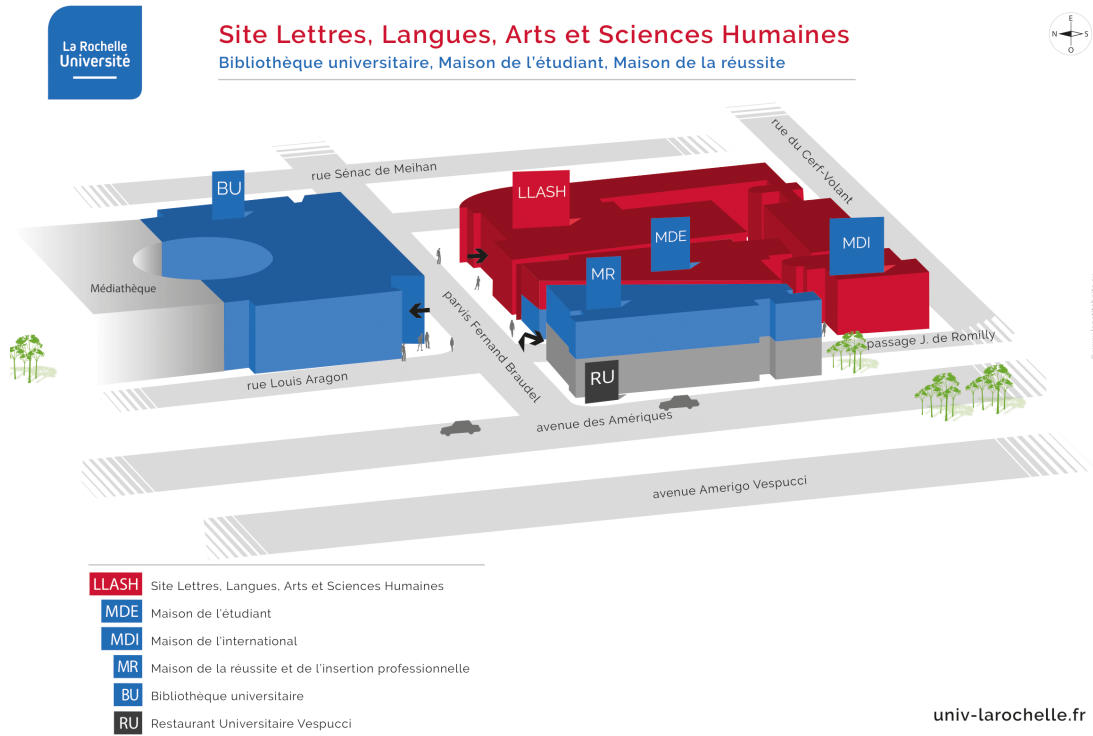 La Rochelle
Université
Site Lettres, Langues, Arts et Sciences Humaines
Bibliothèque universitaire, Maison de l'étudiant, Maison de la réussite
E
N
S
O
rue du Cerf-Volant
rue Sénac de Meihan
BU
LLASH
MDE
MDI
MR
Médiathèque
parvis Fernand Braudel
passage J. de Romilly
rue Louis Aragon
RU
avenue des Amériques
avenue Amerigo Vespucci
LLASH Site Lettres, Langues, Arts et Sciences Humaines
MDE Maison de l'étudiant
MDI Maison de l'international
MR Maison de la réussite et de l'insertion professionnelle
BU Bibliothèque universitaire
RU Restaurant Universitaire Vespucci
univ-larochelle.fr